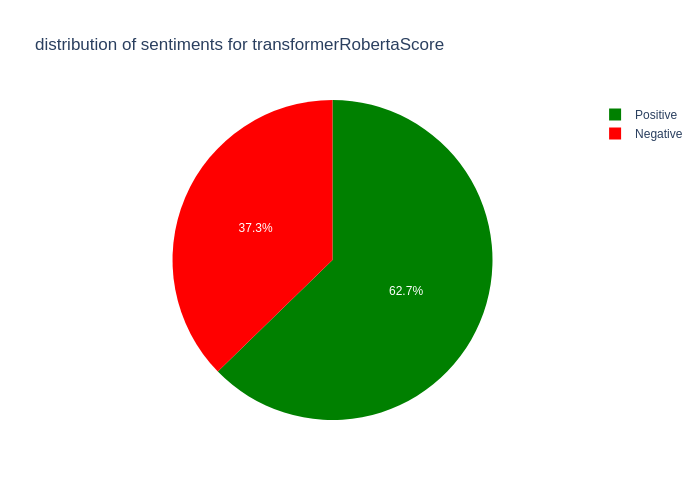 distribution of sentiments for transformerRobertaScore
Positive
Negative
37.3%
62.7%